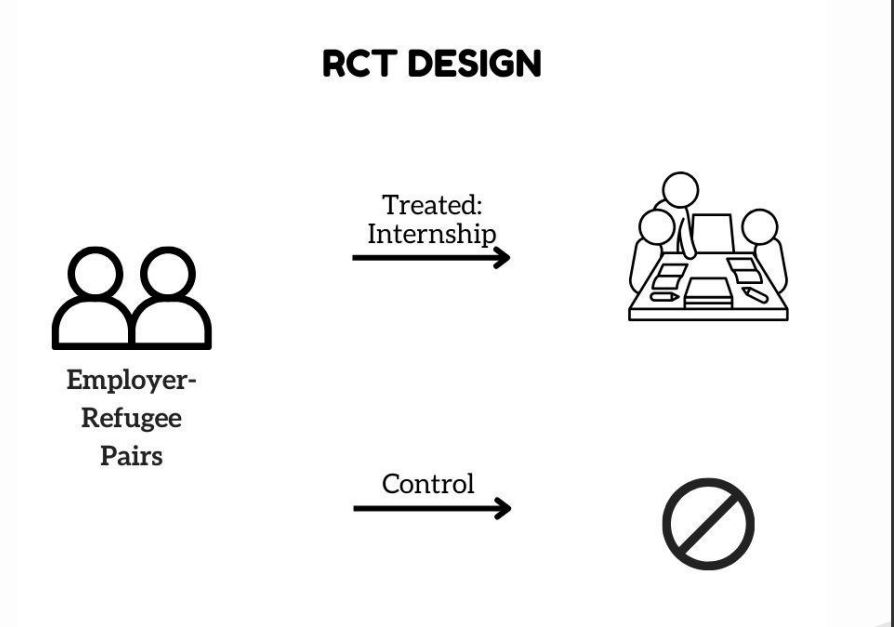 RCT DESIGN
Treated:
Internship
Employer-
Refugee
Pairs
Control